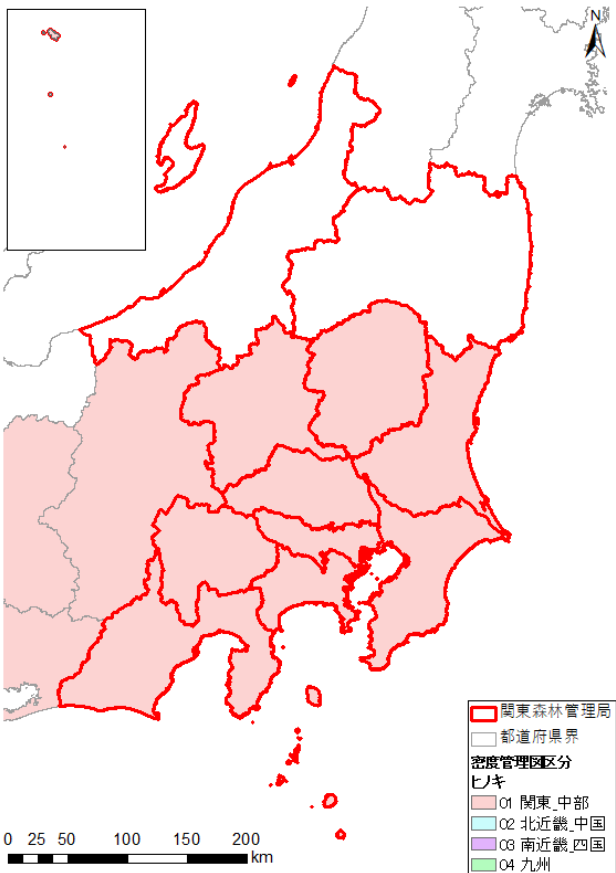 N
関東森林管理局
都道府県界
密度管理図区分
ヒノキ
01 関東_中部
02 北近畿_中国
03 南近畿_四国
04 九州
0 25 50 100 150 200
km